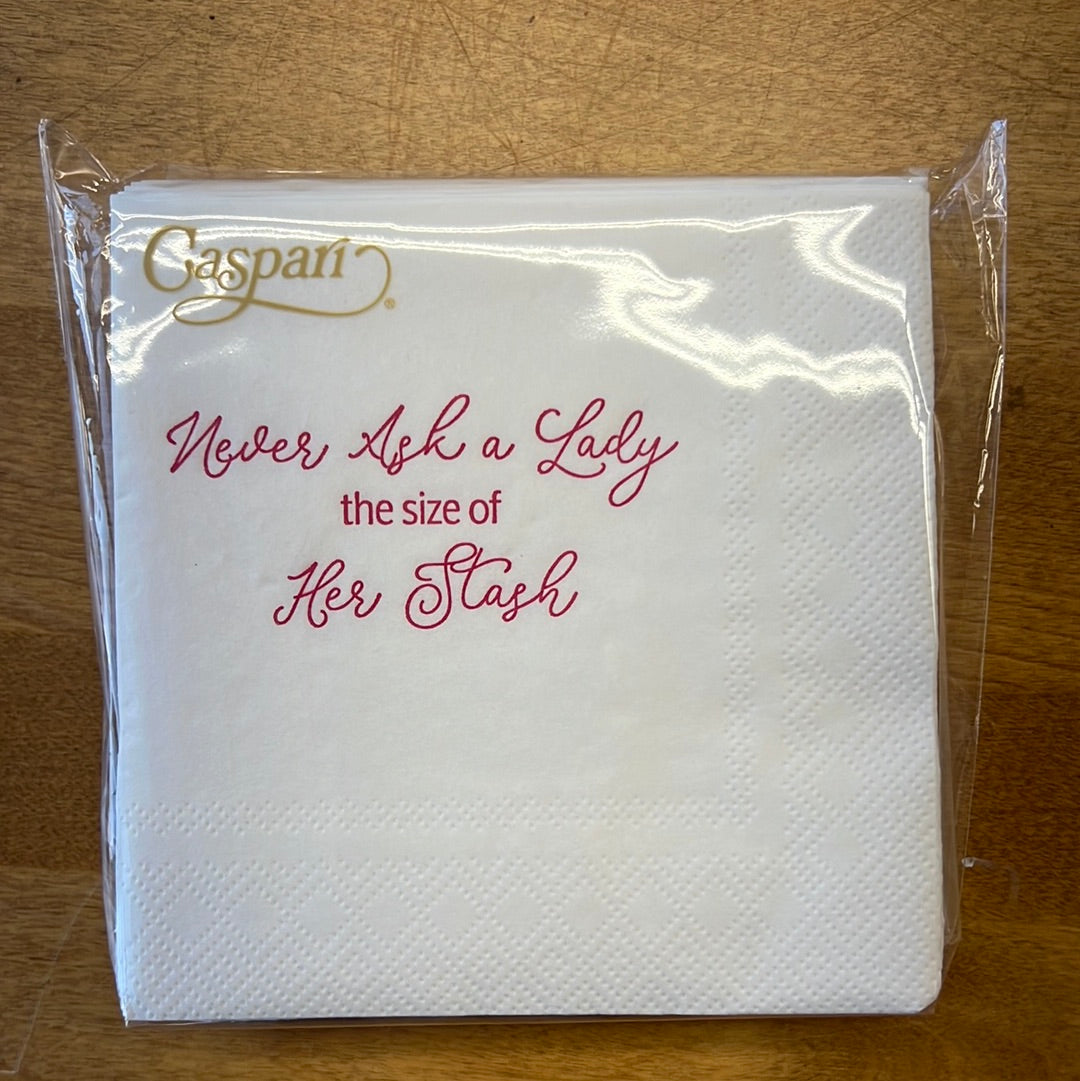 Caspari®
Never Ask a Lady
the size of
Her Stash